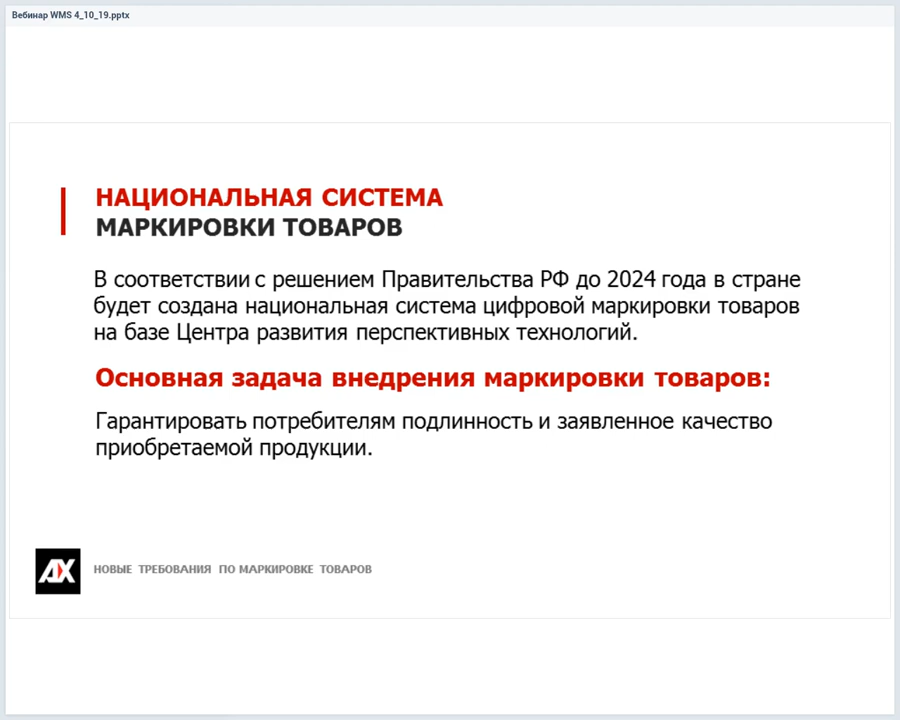 Вебинар WMS 4_10_19.pptx
НАЦИОНАЛЬНАЯ СИСТЕМА
МАРКИРОВКИ ТОВАРОВ
В соответствии с решением Правительства РФ до 2024 года в стране
будет создана национальная система цифровой маркировки товаров
на базе Центра развития перспективных технологий.
Основная задача внедрения маркировки товаров:
Гарантировать потребителям подлинность и заявленное качество
приобретаемой продукции.
АХ
НОВЫЕ ТРЕБОВАНИЯ ПО МАРКИРОВКЕ ТОВАРОВ